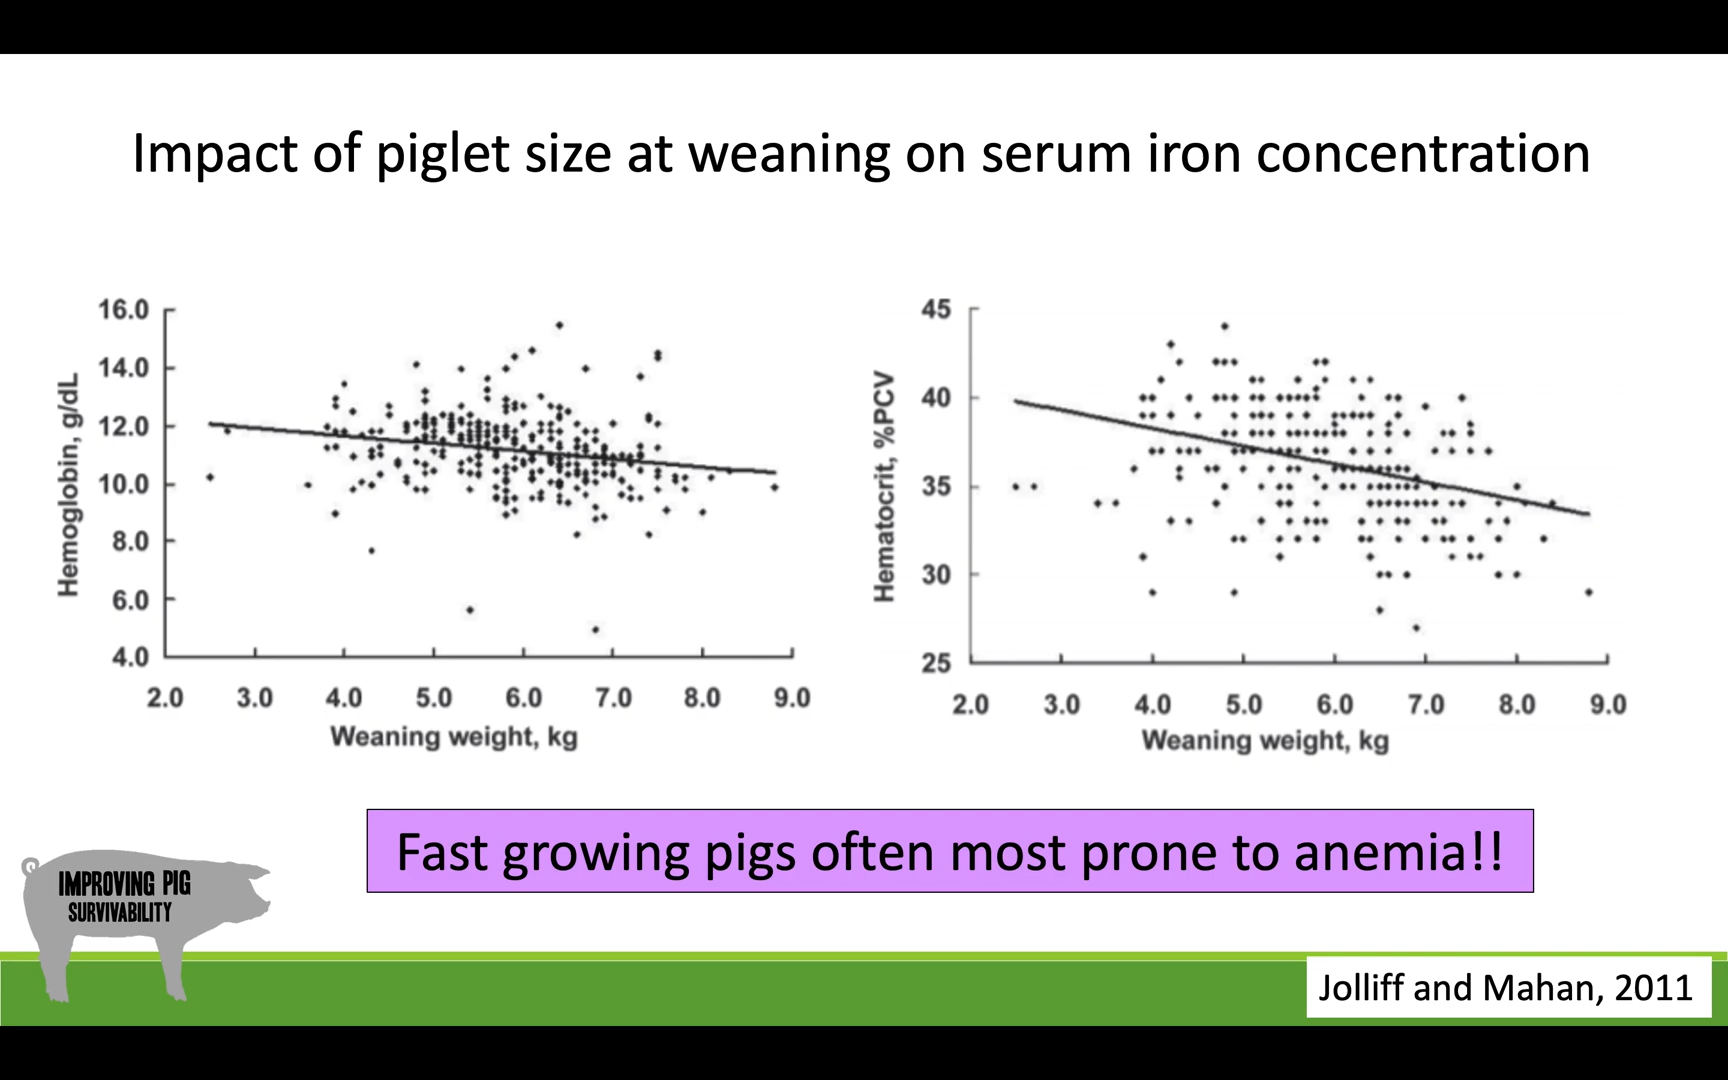 Impact of piglet size at weaning on serum iron concentration
16.0
14.0
12.0
10.0
8.0
6.0
4.0
Hemoglobin, g/dL
2.0 3.0 4.0 5.0 6.0 7.0 8.0 9.0
Weaning weight, kg
45
40
35
30
25
Hematocrit, %PCV
2.0 3.0 4.0 5.0 6.0 7.0 8.0 9.0
Weaning weight, kg
Fast growing pigs often most prone to anemia!!
IMPROVING PIG
SURVIVABILITY
Jolliff and Mahan, 2011